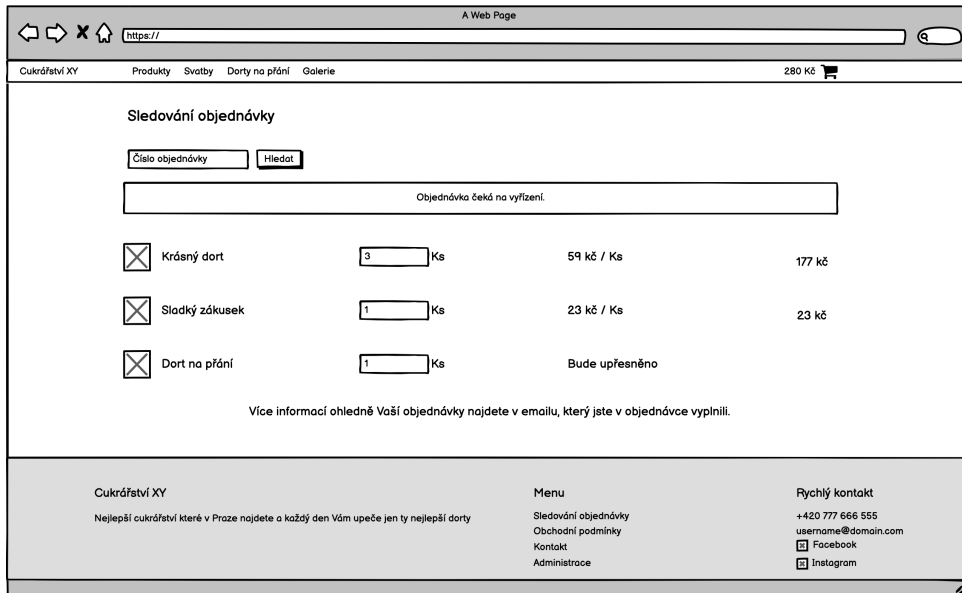 A Web Page
https://
Cukrářství XY Produkty Svatby Dorty na přání Galerie 280 Kč
Sledování objednávky
Číslo objednávky Hledat
Objednávka čeká na vyřízení.
Krásný dort 3 Ks 59 kč / Ks 177 kč
Sladký zákusek 1 Ks 23 kč / Ks 23 kč
Dort na přání 1 Ks Bude upřesněno
Více informací ohledně Vaší objednávky najdete v emailu, který jste v objednávce vyplnili.
Cukrářství XY Menu Rychlý kontakt
Nejlepší cukrářství které v Praze najdete a každý den Vám upeče jen ty nejlepší dorty
Sledování objednávky +420 777 666 555
Obchodní podmínky username@domain.com
Kontakt Facebook
Administrace Instagram